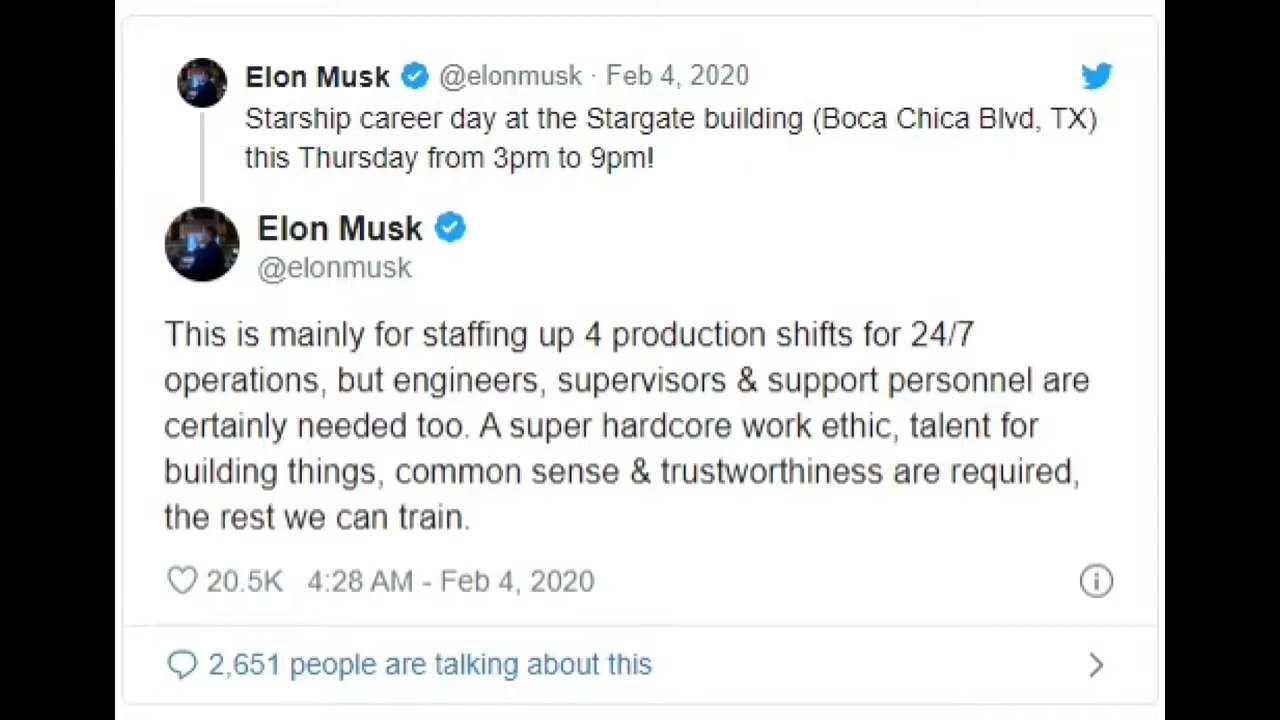 Elon Musk @elonmusk · Feb 4, 2020
Starship career day at the Stargate building (Boca Chica Blvd, TX)
this Thursday from 3pm to 9pm!
Elon Musk
@elonmusk
This is mainly for staffing up 4 production shifts for 24/7
operations, but engineers, supervisors & support personnel are
certainly needed too. A super hardcore work ethic, talent for
building things, common sense & trustworthiness are required,
the rest we can train.
20.5K 4:28 AM - Feb 4, 2020
2,651 people are talking about this